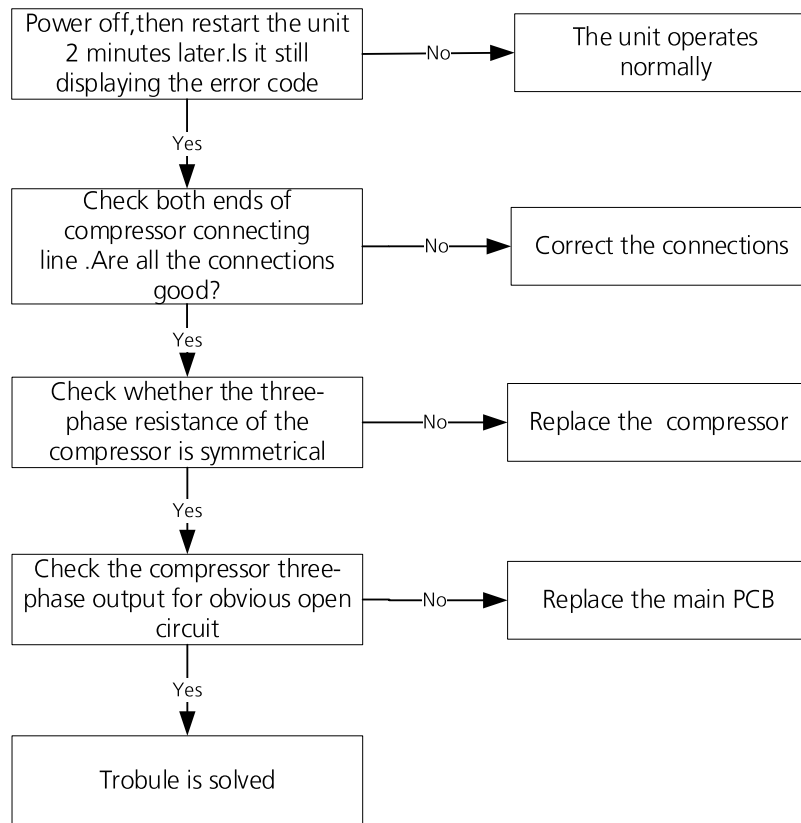 Power off,then restart the unit
2 minutes later.Is it still
displaying the error code
No
The unit operates
normally
Yes
Check both ends of
compressor connecting
line .Are all the connections
good?
No
Correct the connections
Yes
Check whether the three-
phase resistance of the
compressor is symmetrical
No
Replace the  compressor
Yes
Check the compressor three-
phase output for obvious open
circuit
No
Replace the main PCB
Yes
Trobule is solved